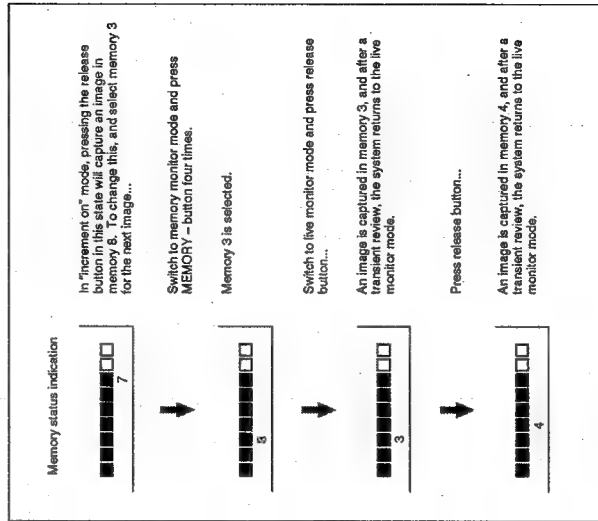 Memory status indication
7
In "increment on" mode, pressing the release
button in this state will capture an image in
memory 8. To change this, and select memory 3
for the next image...
Switch to memory monitor mode and press
MEMORY – button four times.
3
Memory 3 is selected.
Switch to live monitor mode and press release
button...
3
An image is captured in memory 3, and after a
transient review, the system returns to the live
monitor mode.
Press release button...
4
An image is captured in memory 4, and after a
transient review, the system returns to the live
monitor mode.